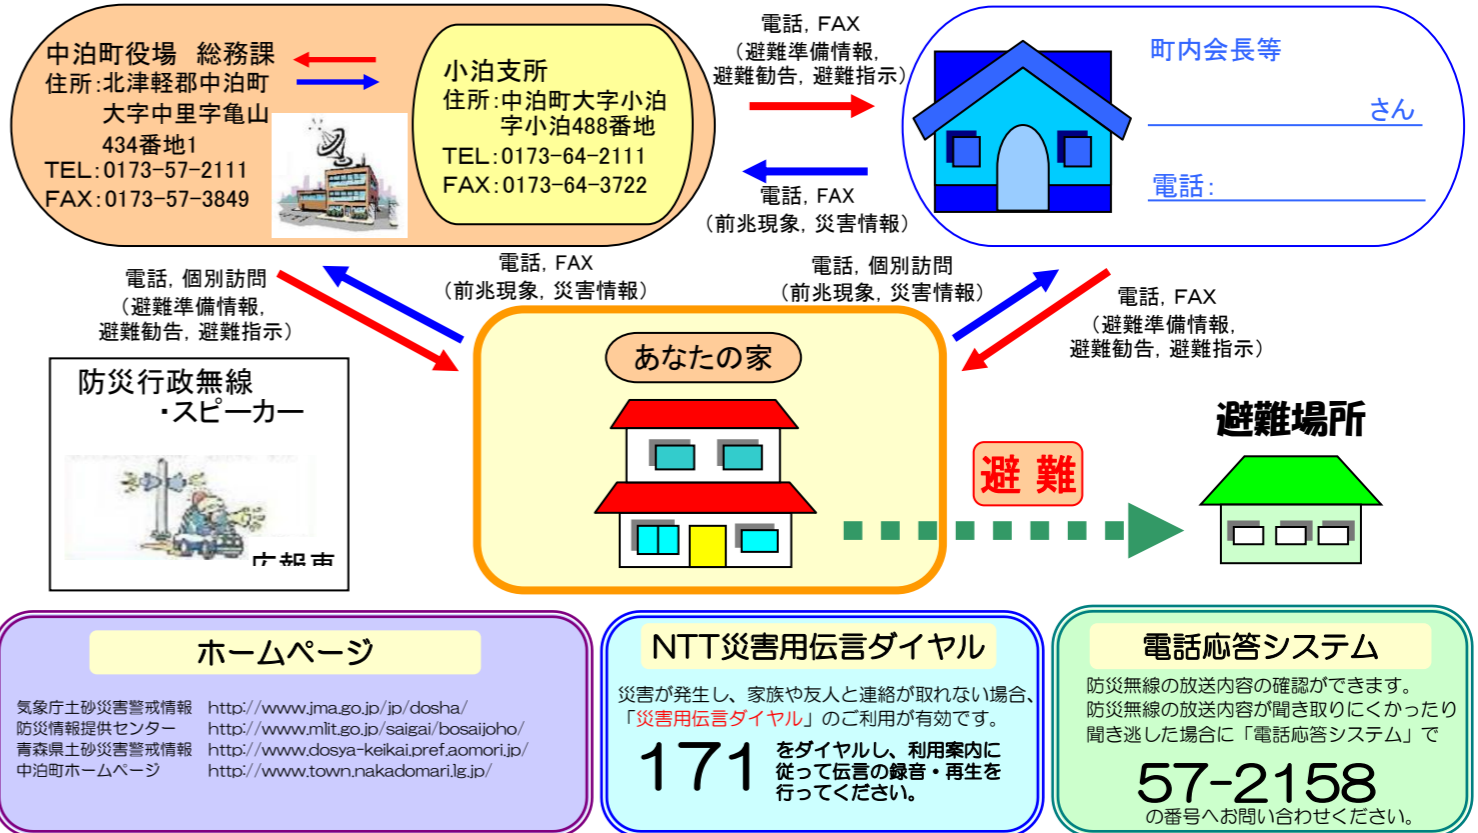 中泊町役場　総務課
住所:北津軽郡中泊町
大字中里字亀山
434番地1
TEL:0173-57-2111
FAX:0173-57-3849
小泊支所
住所:中泊町大字小泊
字小泊488番地
TEL:0173-64-2111
FAX:0173-64-3722
電話, FAX
（避難準備情報,
避難勧告, 避難指示）
電話, FAX
（前兆現象, 災害情報）
町内会長等
さん
電話:
電話, 個別訪問
（避難準備情報,
避難勧告, 避難指示）
電話, FAX
（前兆現象, 災害情報）
電話, 個別訪問
（前兆現象, 災害情報）
電話, FAX
（避難準備情報,
避難勧告, 避難指示）
防災行政無線
・スピーカー
広報車
あなたの家
避 難
避難場所
ホームページ
気象庁土砂災害警戒情報　http://www.jma.go.jp/jp/dosha/
防災情報提供センター　http://www.mlit.go.jp/saigai/bosaijoho/
青森県土砂災害警戒情報　http://www.dosya-keikai.pref.aomori.jp/
中泊町ホームページ　http://www.town.nakadomari.lg.jp/
NTT災害用伝言ダイヤル
災害が発生し、家族や友人と連絡が取れない場合、
「災害用伝言ダイヤル」のご利用が有効です。
171
をダイヤルし、利用案内に
従って伝言の録音・再生を
行ってください。
電話応答システム
防災無線の放送内容の確認ができます。
防災無線の放送内容が聞き取りにくかったり
聞き逃した場合に「電話応答システム」で
57-2158
の番号へお問い合わせください。